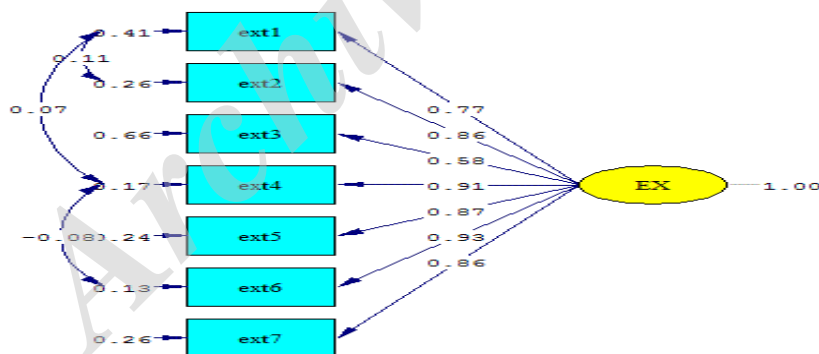 0.41 ext1
0.11
0.26 ext2 0.77
0.07 0.86
0.66 ext3 0.58
0.17 ext4 0.91 EX 1.00
0.87
-0.08 0.24 ext5 0.93
0.86
0.13 ext6
0.26 ext7
Archiv